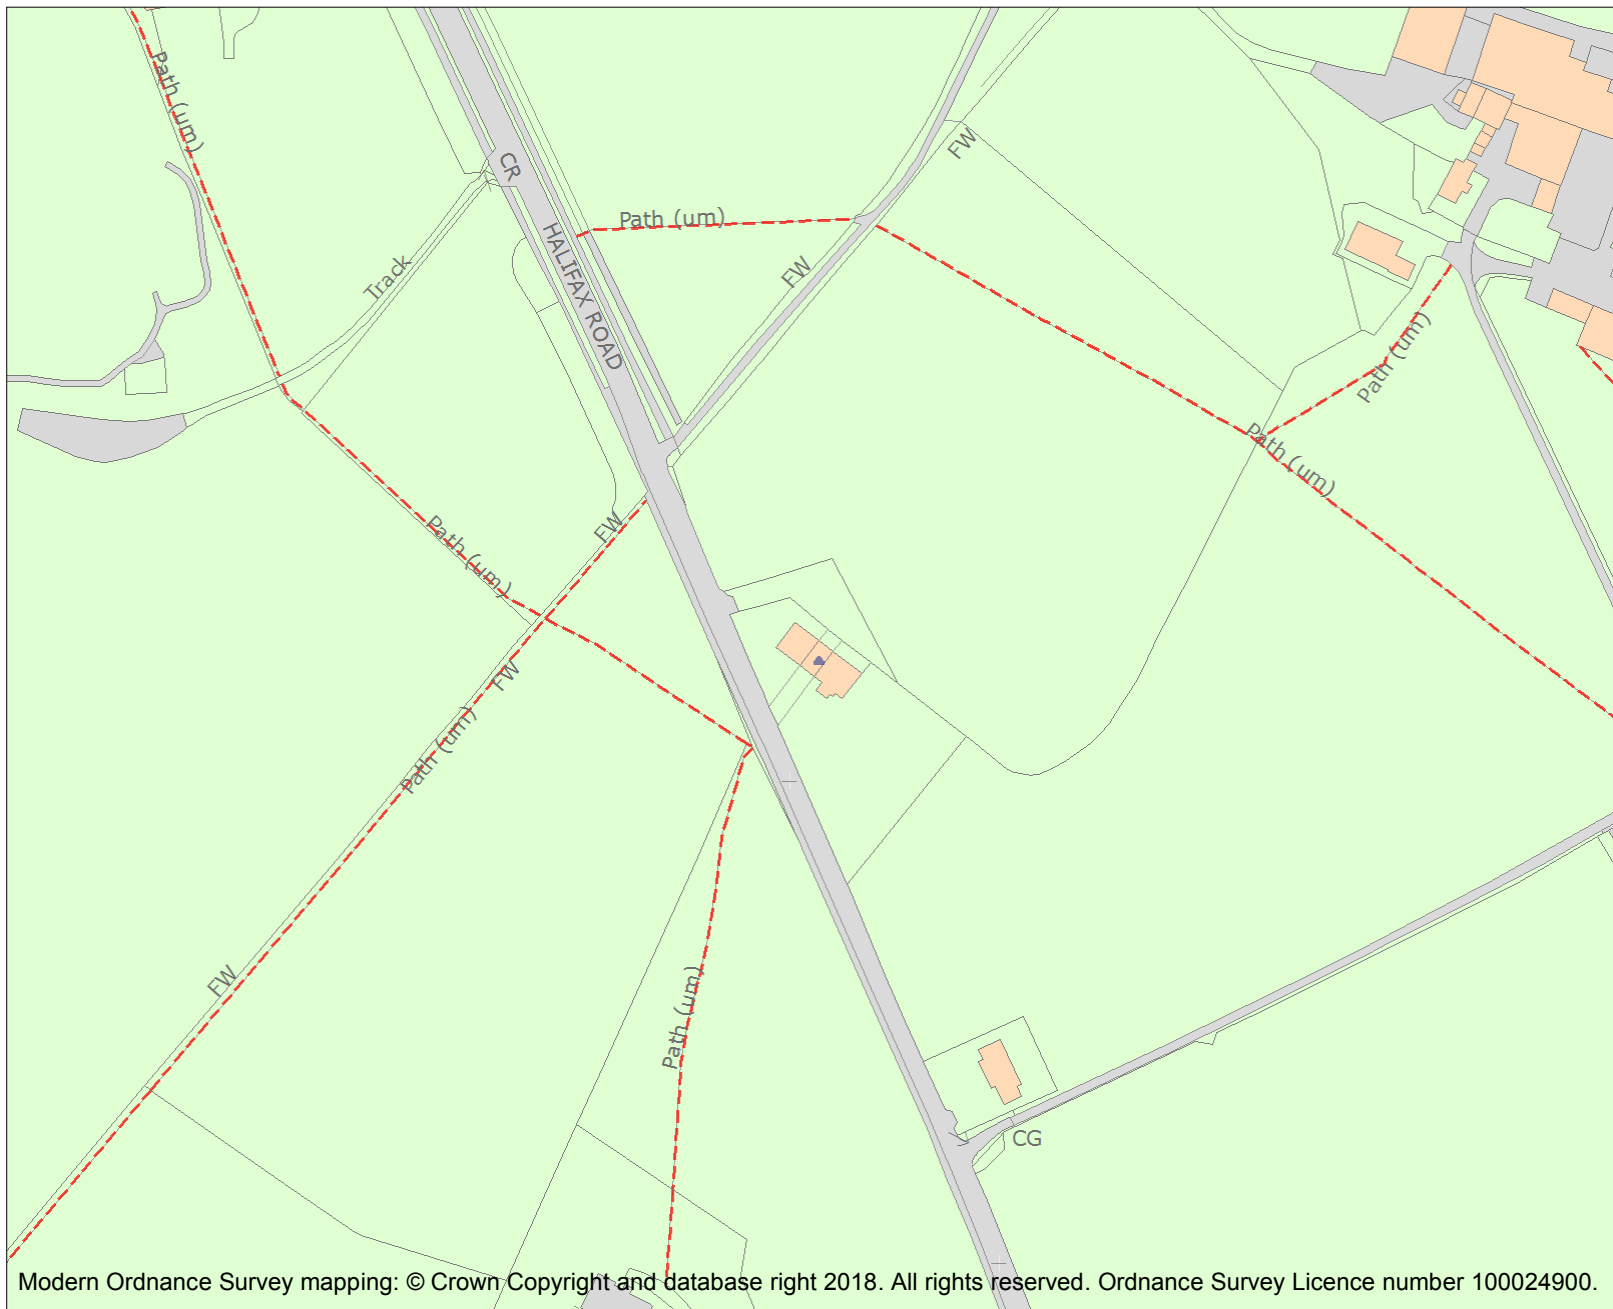 Path (um)
CR
FW
Path (um)
Track
HALIFAX ROAD
FW
Path (um)
Path (um)
Path (um)
FW
FW
Path (um)
FW
Path (um)
CG
Modern Ordnance Survey mapping: © Crown Copyright and database right 2018. All rights reserved. Ordnance Survey Licence number 100024900.